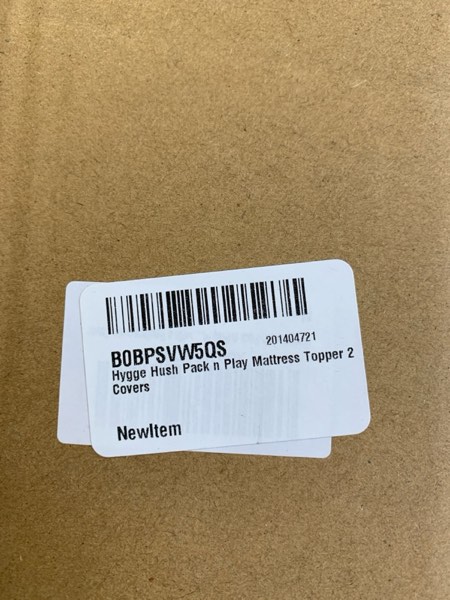 B0BPSVW5QS
201404721
Hygge Hush Pack n Play Mattress Topper 2
Covers
NewItem